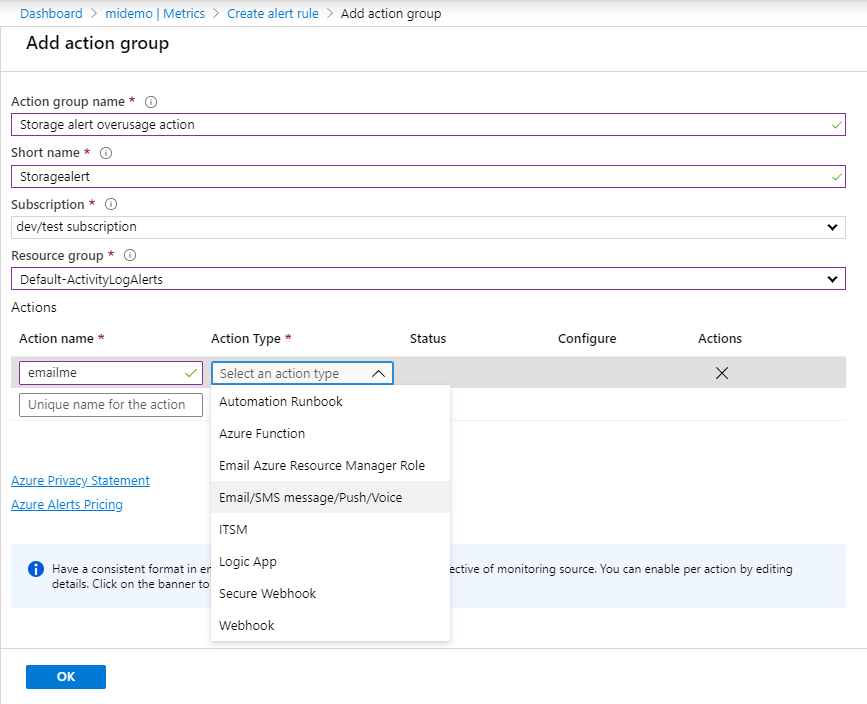 Dashboard > midemo | Metrics > Create alert rule > Add action group
Add action group
Action group name *
Storage alert overusage action
Short name *
Storagealert
Subscription *
dev/test subscription
Resource group *
Default-ActivityLogAlerts
Actions
Action name * Action Type * Status Configure Actions
emailme Select an action type
Unique name for the action
Automation Runbook
Azure Function
Email Azure Resource Manager Role
Email/SMS message/Push/Voice
ITSM
Logic App
Secure Webhook
Webhook
Azure Privacy Statement
Azure Alerts Pricing
Have a consistent format in ective of monitoring source. You can enable per action by editing
details. Click on the banner to
OK